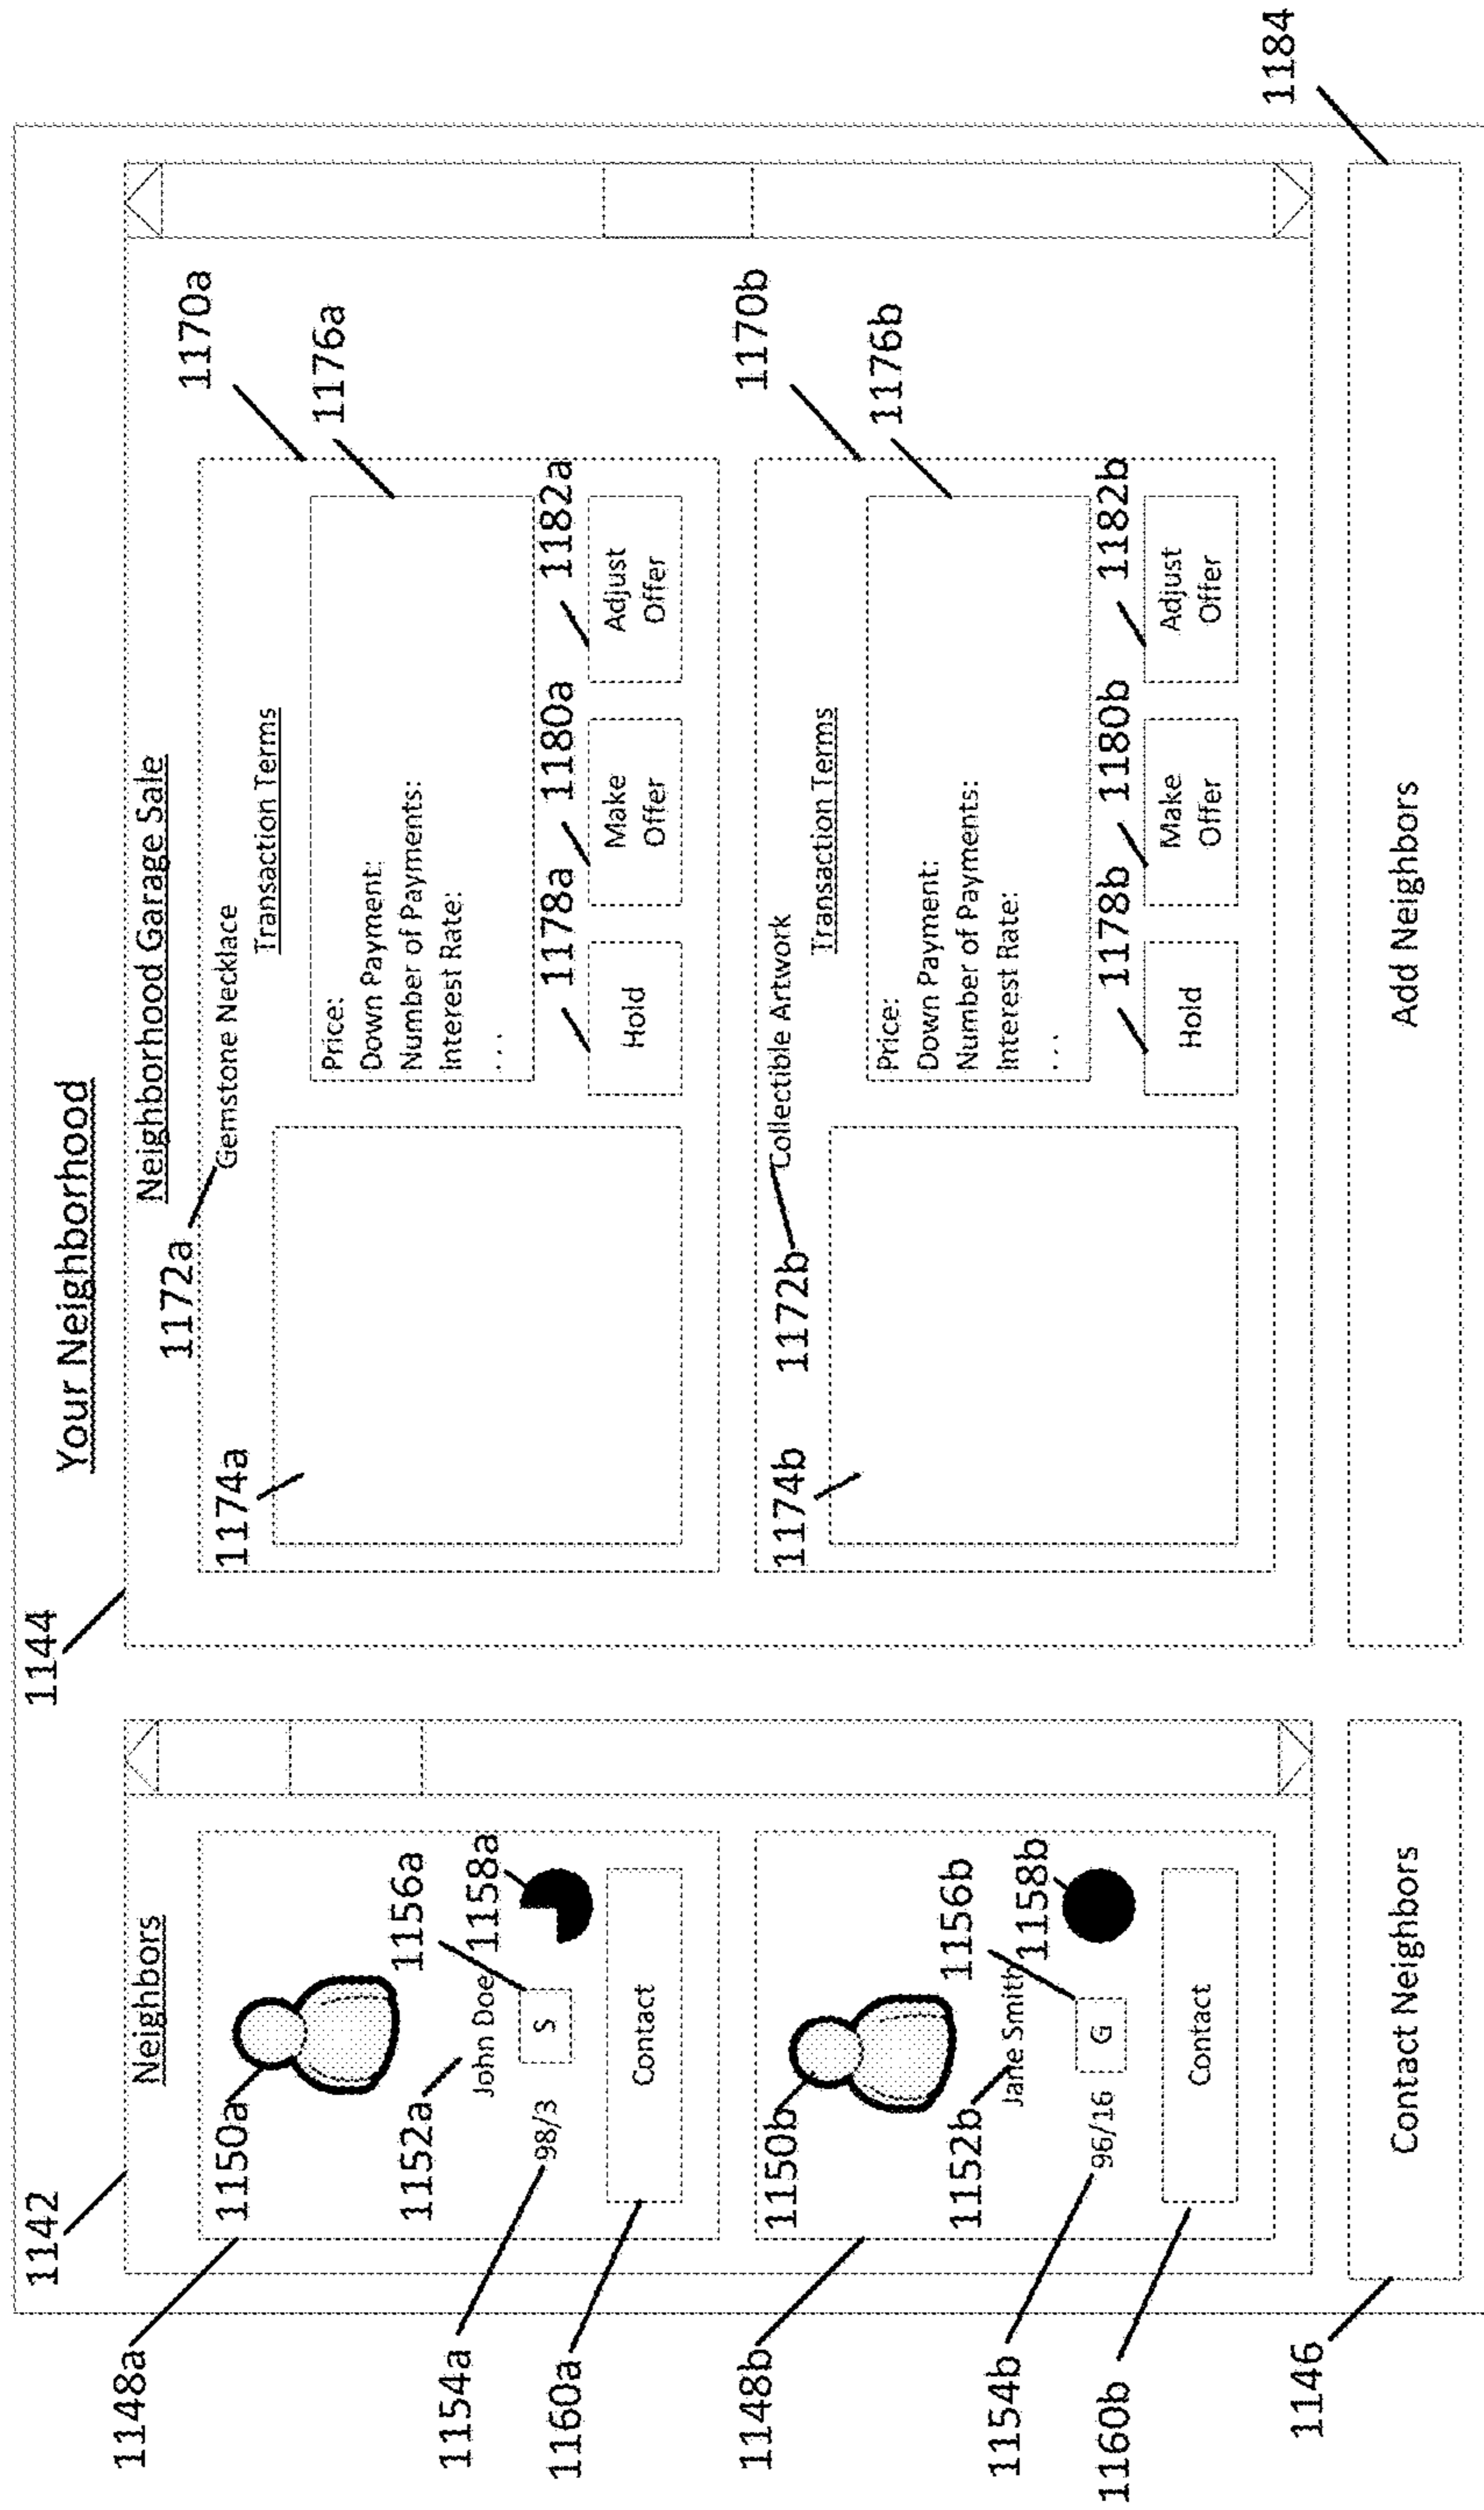 Your Neighborhood
1142
1144
Neighbors
Neighborhood Garage Sale
1148a
1150a
1152a
John Doe
1156a
1154a
98/3
S
1158a
1160a
Contact
1148b
1150b
1152b
Jane Smith
1156b
1154b
96/16
G
1158b
1160b
Contact
1146
Contact Neighbors
1172a
Gemstone Necklace
1170a
1174a
Transaction Terms
1176a
Price:
Down Payment:
Number of Payments:
Interest Rate:
...
1178a
1180a
1182a
Hold
Make
Offer
Adjust
Offer
1172b
Collectible Artwork
1170b
1174b
Transaction Terms
1176b
Price:
Down Payment:
Number of Payments:
Interest Rate:
...
1178b
1180b
1182b
Hold
Make
Offer
Adjust
Offer
Add Neighbors
1184